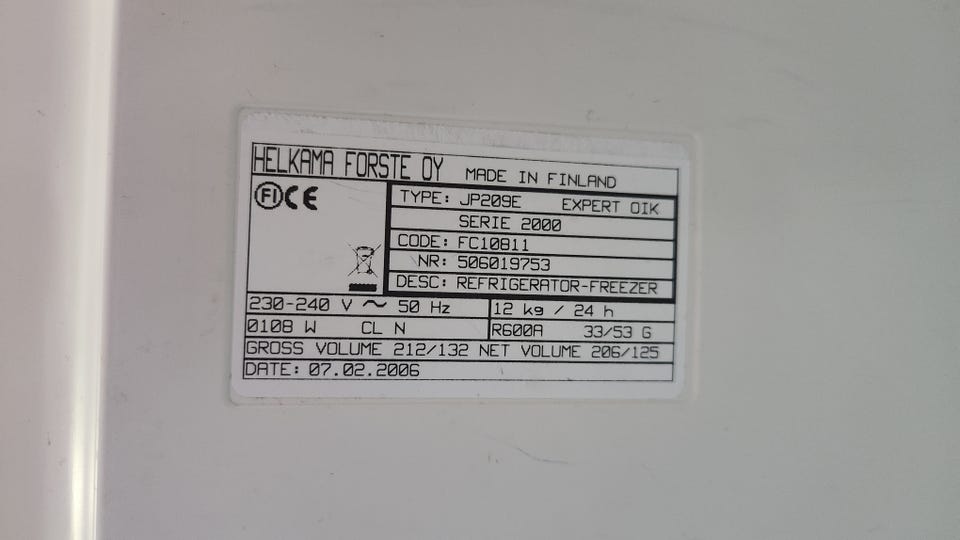 HELKAMA FORSTE OY MADE IN FINLAND
FI CE
TYPE: JP209E EXPERT OIK
SERIE 2000
CODE: FC10811
NR: 506019753
DESC: REFRIGERATOR-FREEZER
230-240 V ~ 50 Hz 12 kg / 24 h
0108 W CL N R600A 33/53 G
GROSS VOLUME 212/132 NET VOLUME 206/125
DATE: 07.02.2006